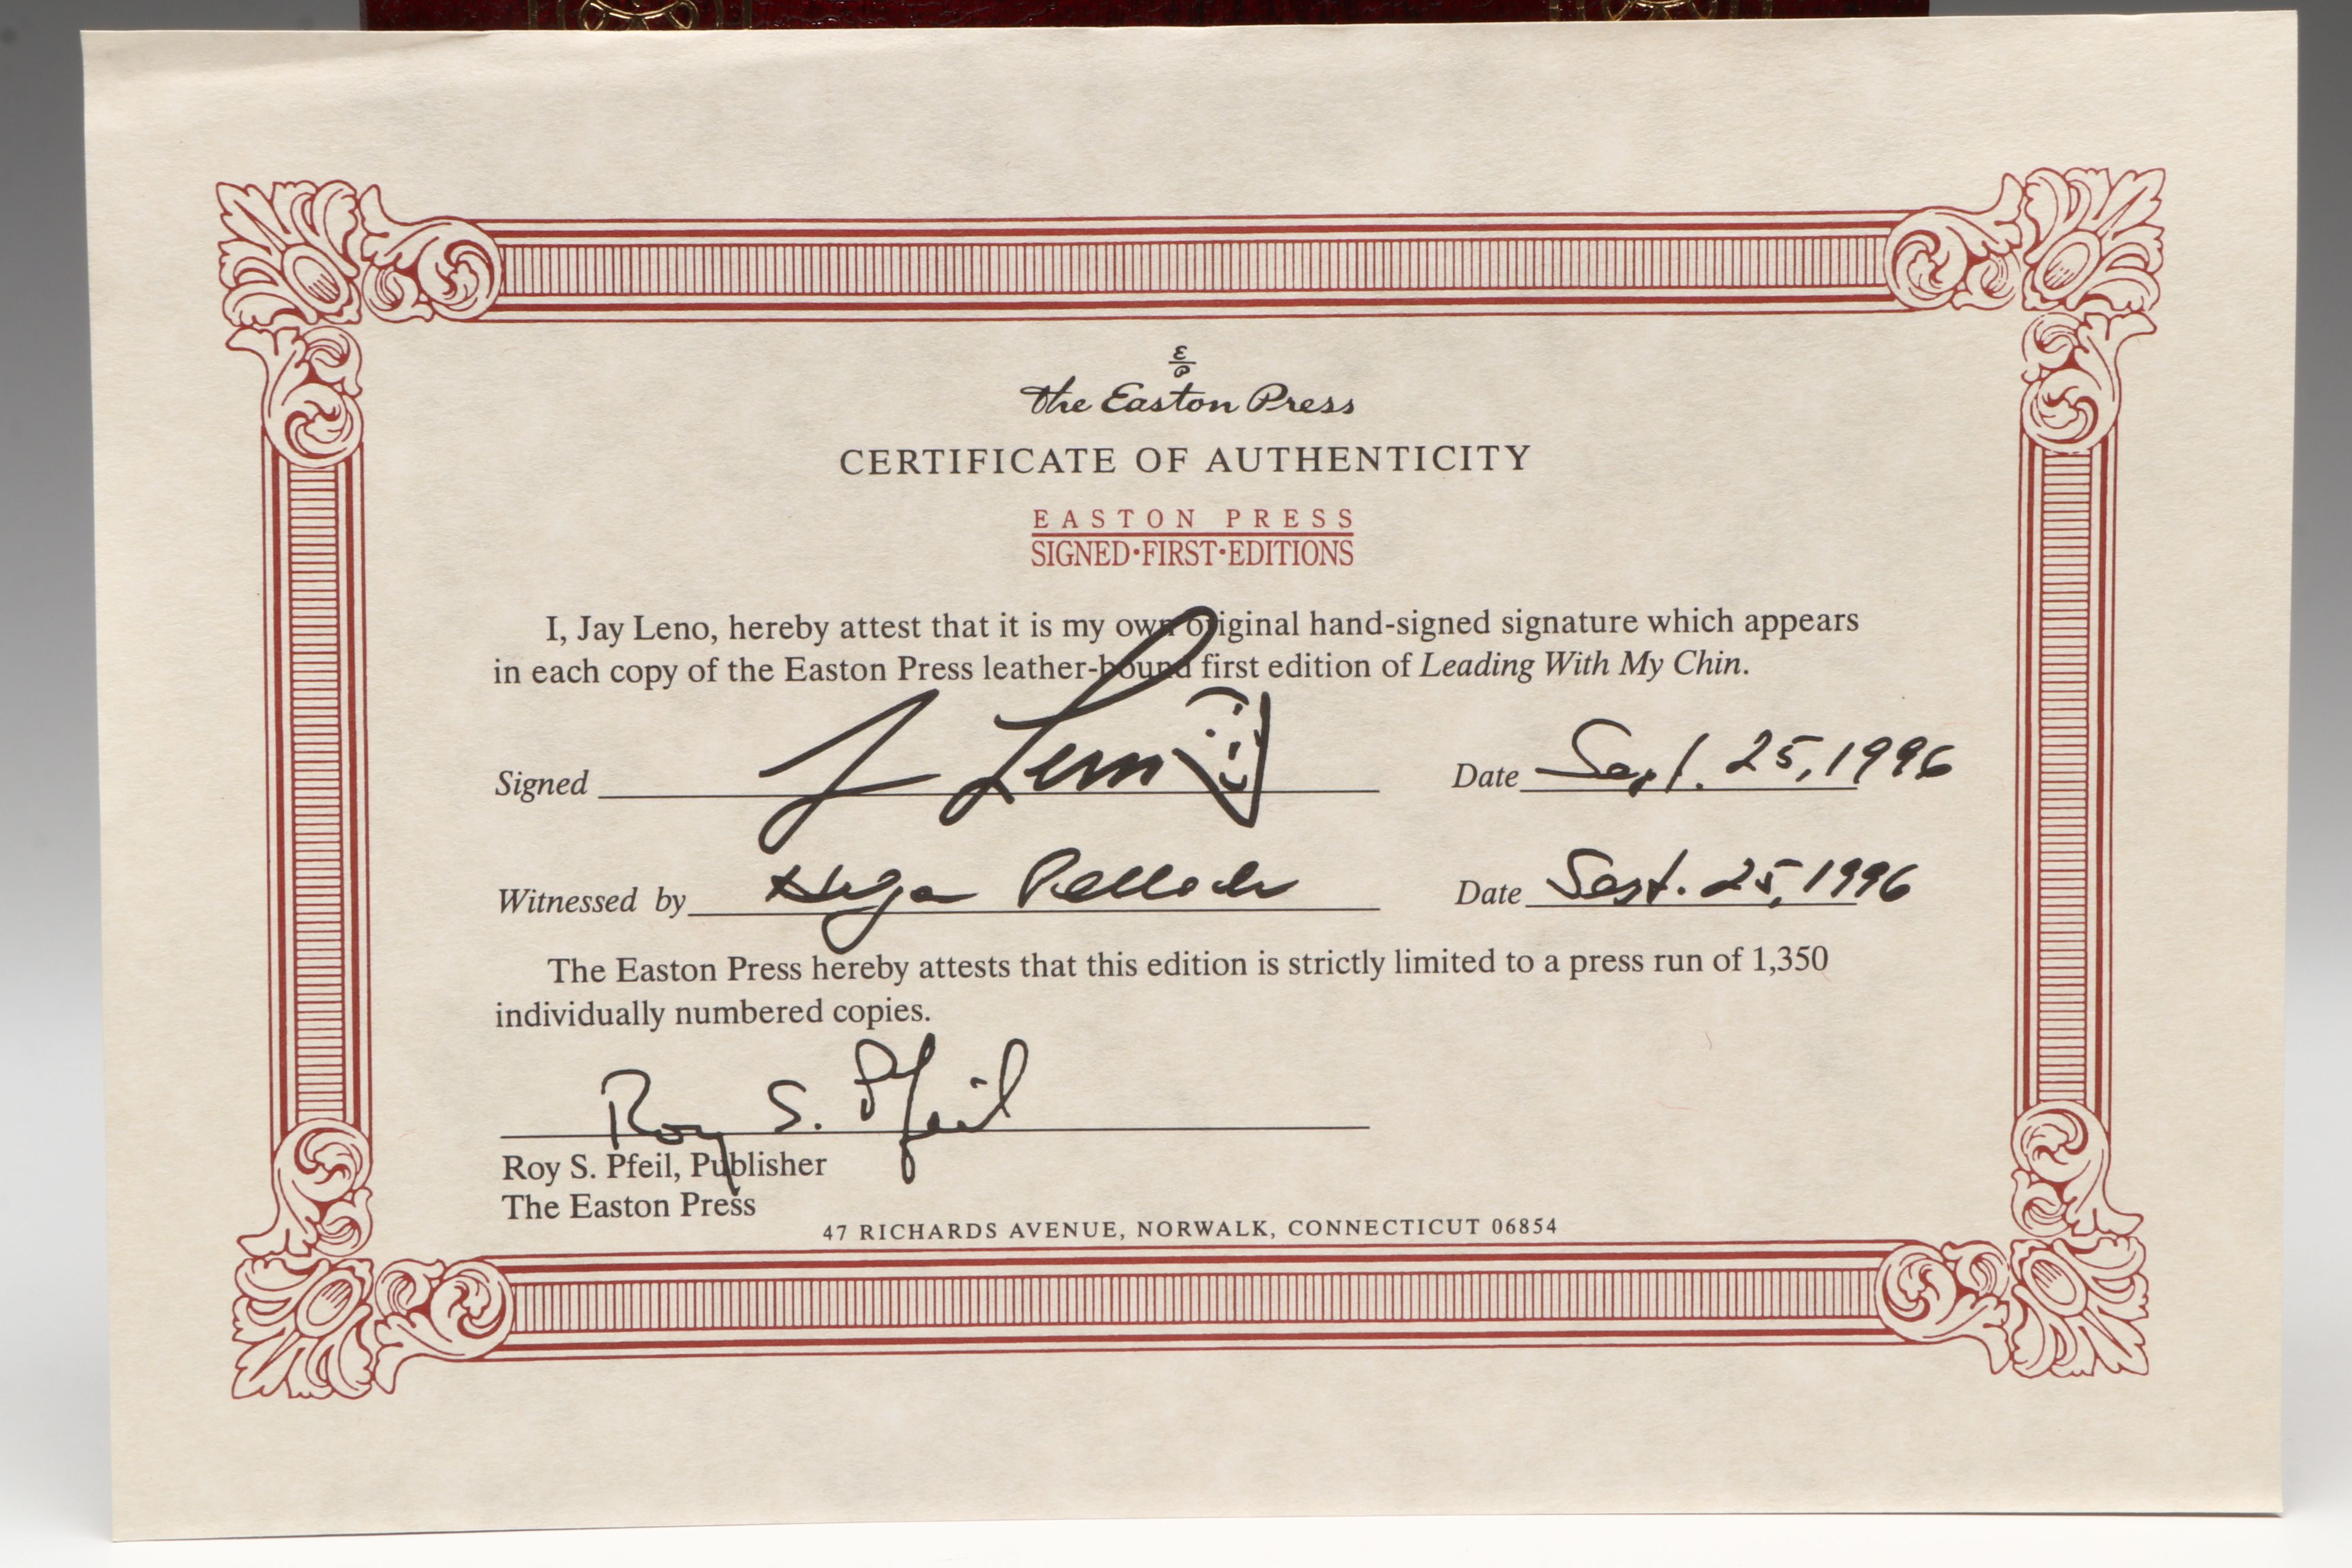 E
P
The Easton Press
CERTIFICATE OF AUTHENTICITY
EASTON PRESS
SIGNED·FIRST·EDITIONS
I, Jay Leno, hereby attest that it is my own original hand-signed signature which appears
in each copy of the Easton Press leather-bound first edition of Leading With My Chin.
Signed J Leno Date Sept. 25, 1996
Witnessed by Date Sept. 25, 1996
The Easton Press hereby attests that this edition is strictly limited to a press run of 1,350
individually numbered copies.
Roy S. Pfeil
Roy S. Pfeil, Publisher
The Easton Press
47 RICHARDS AVENUE, NORWALK, CONNECTICUT 06854